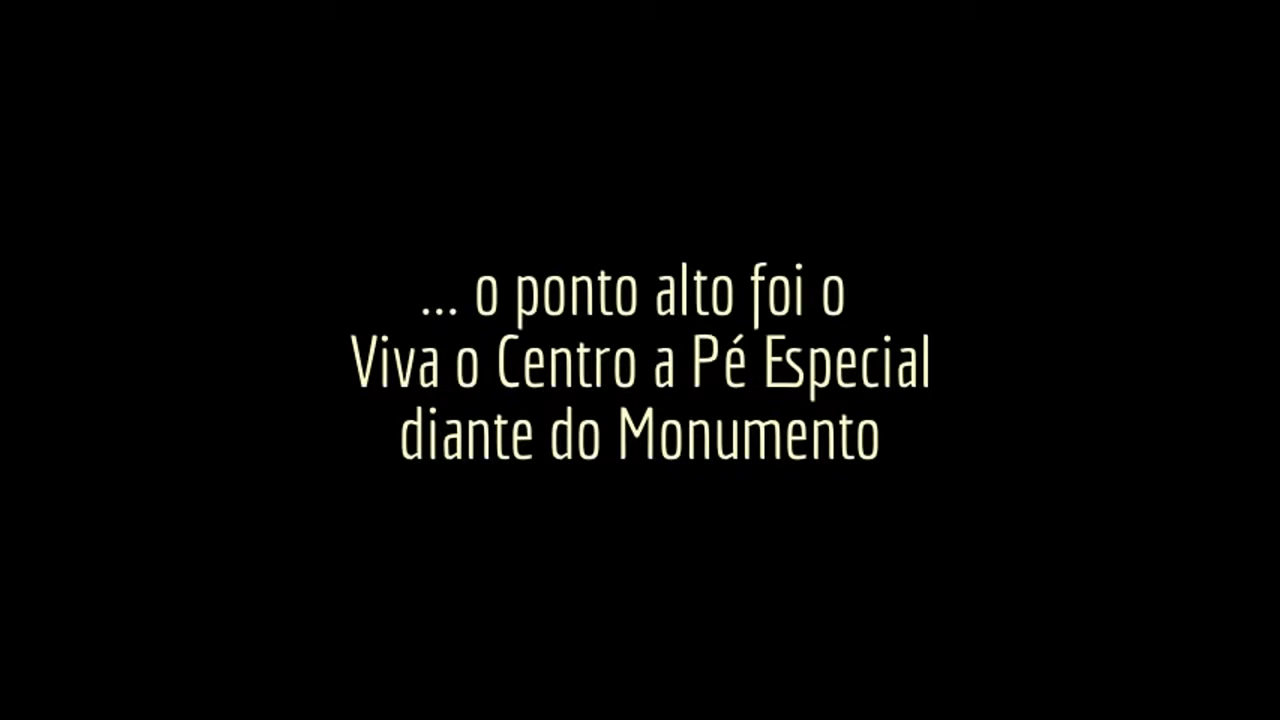 ... o ponto alto foi o
Viva o Centro a Pé Especial
diante do Monumento